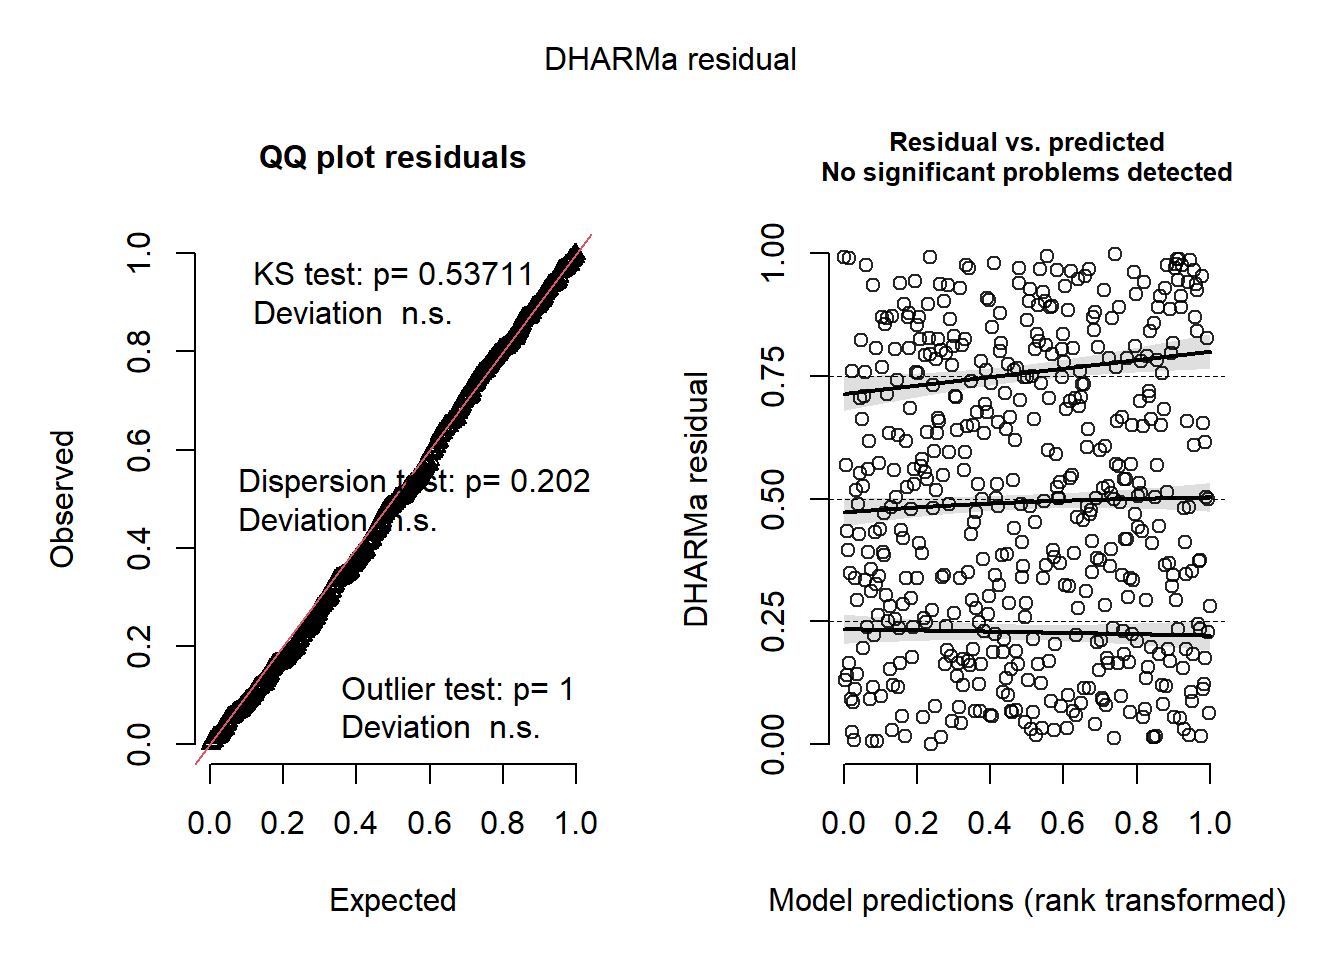 DHARMa residual
QQ plot residuals
KS test: p= 0.53711
Deviation  n.s.
Dispersion test: p= 0.202
Deviation  n.s.
Outlier test: p= 1
Deviation  n.s.
Observed
0.0
0.2
0.4
0.6
0.8
1.0
0.0 0.2 0.4 0.6 0.8 1.0
Expected
Residual vs. predicted
No significant problems detected
DHARMa residual
0.00
0.25
0.50
0.75
1.00
0.0 0.2 0.4 0.6 0.8 1.0
Model predictions (rank transformed)